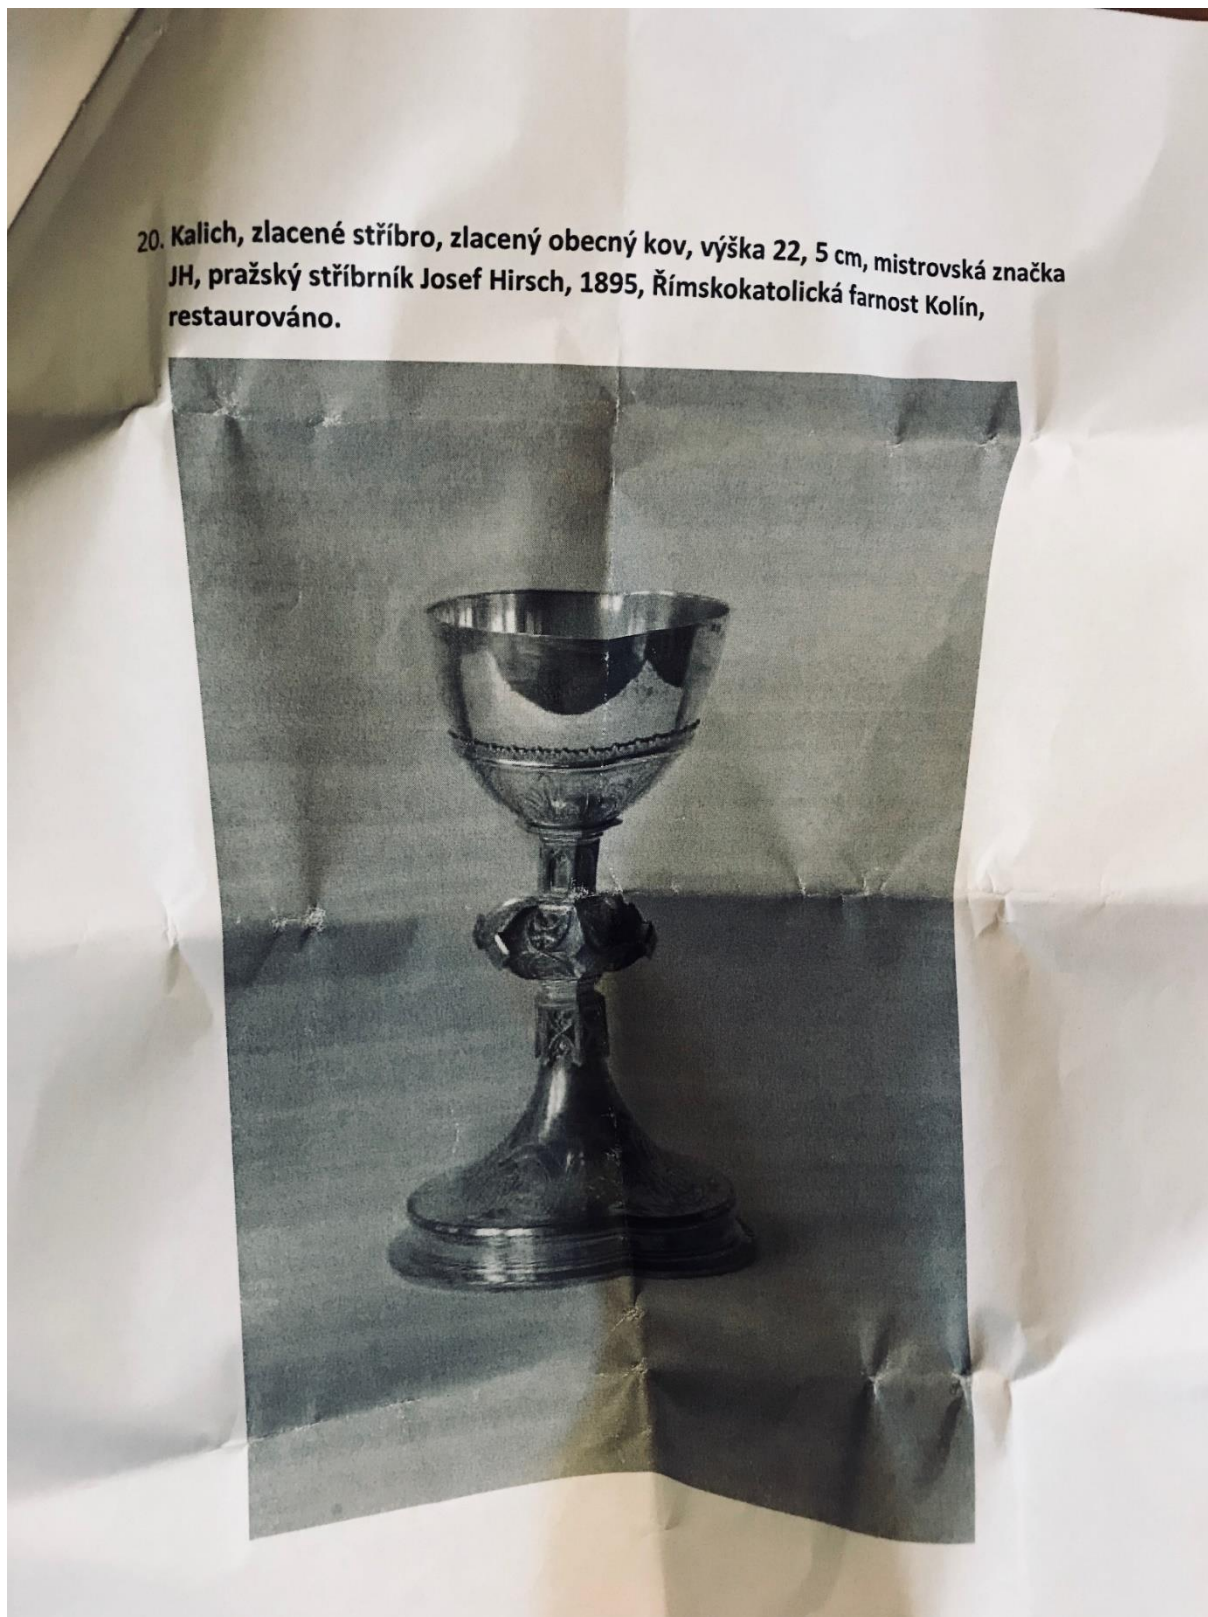 20. Kalich, zlacené stříbro, zlacený obecný kov, výška 22, 5 cm, mistrovská značka
JH, pražský stříbrník Josef Hirsch, 1895, Římskokatolická farnost Kolín,
restaurováno.